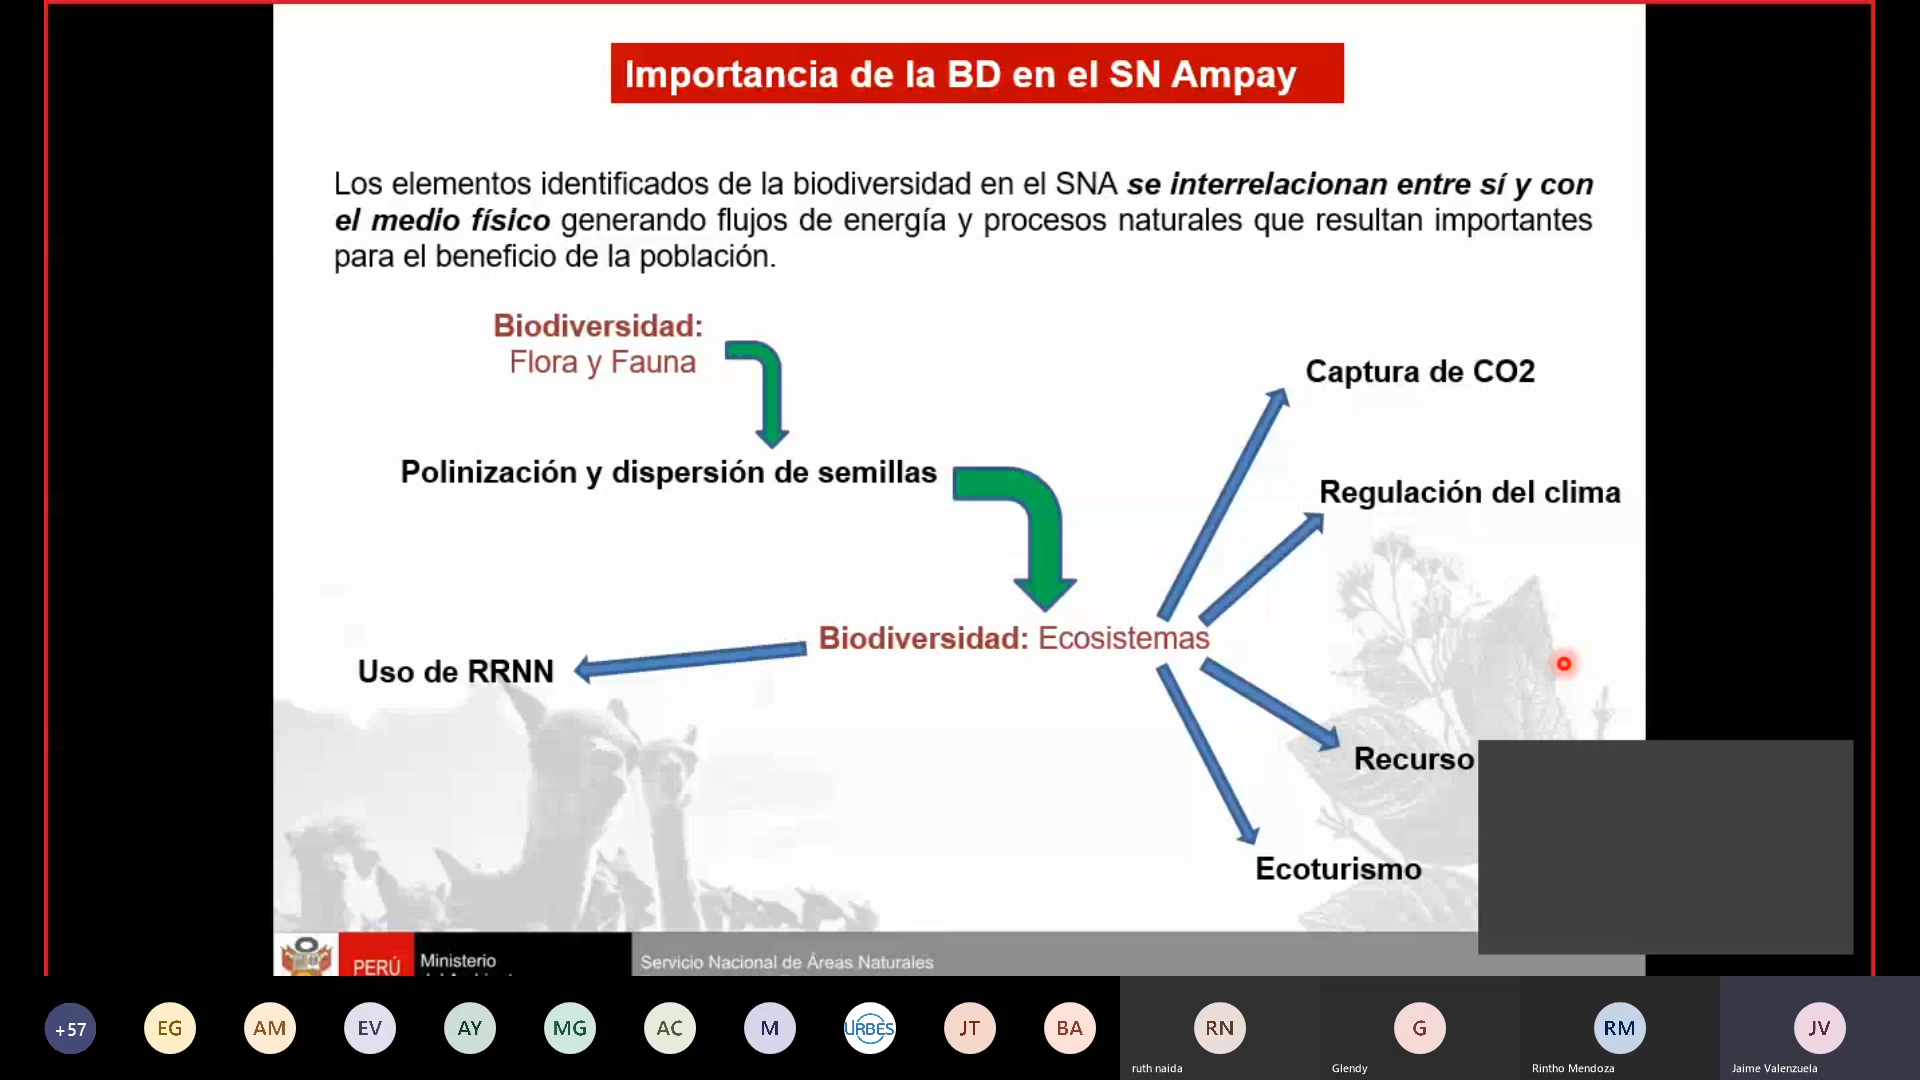 Importancia de la BD en el SN Ampay
Los elementos identificados de la biodiversidad en el SNA se interrelacionan entre sí y con
el medio físico generando flujos de energía y procesos naturales que resultan importantes
para el beneficio de la población.
Biodiversidad:
Flora y Fauna
Captura de CO2
Polinización y dispersión de semillas
Regulación del clima
Biodiversidad: Ecosistemas
Uso de RRNN
Recurso
Ecoturismo
PERÚ
Ministerio
Servicio Nacional de Áreas Naturales
+57
EG
AM
EV
AY
MG
AC
M
URBES
JT
BA
RN
G
RM
JV
ruth naida
Glendy
Rintho Mendoza
Jaime Valenzuela